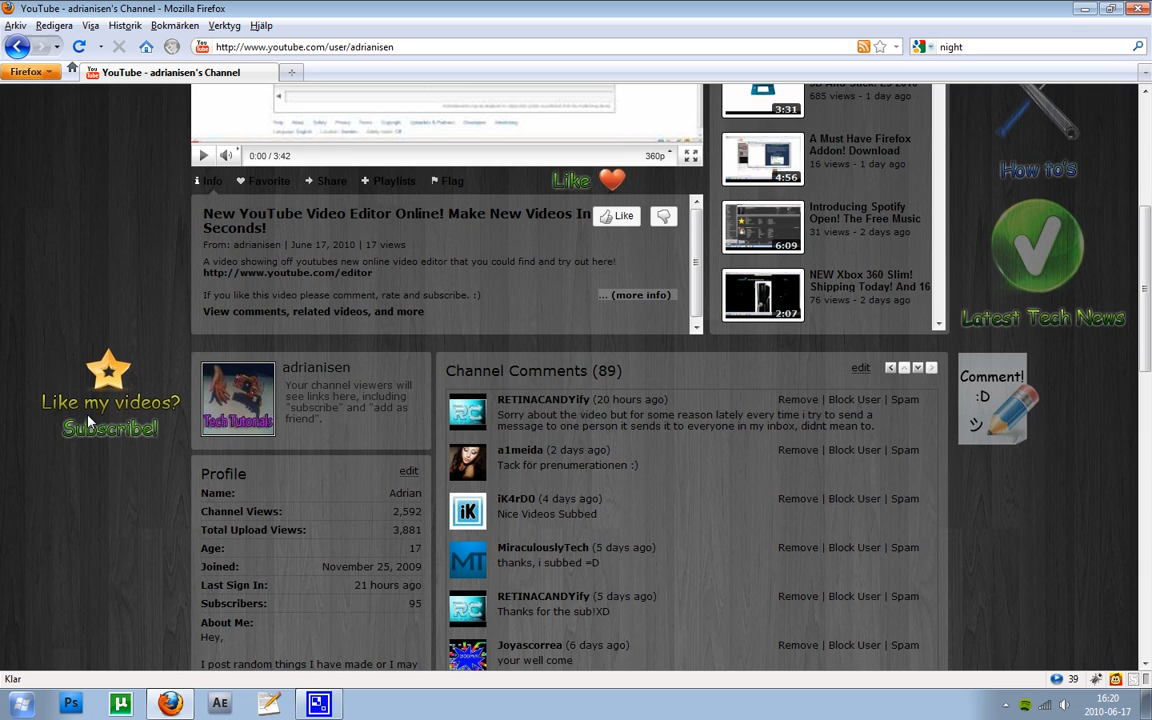 YouTube - adrianisen's Channel - Mozilla Firefox
Arkiv Redigera Visa Historik Bokmärken Verktyg Hjälp
http://www.youtube.com/user/adrianisen
night
Firefox
YouTube - adrianisen's Channel
0:00 / 3:42
360p
Info Favorite Share Playlists Flag
Like
New YouTube Video Editor Online! Make New Videos In
Seconds!
Like
From: adrianisen | June 17, 2010 | 17 views
A video showing off youtubes new online video editor that you could find and try out here!
http://www.youtube.com/editor
If you like this video please comment, rate and subscribe. :)
... (more info)
View comments, related videos, and more
685 views - 1 day ago
3:31
A Must Have Firefox
Addon! Download
16 views - 1 day ago
4:56
Introducing Spotify
Open! The Free Music
31 views - 2 days ago
6:09
NEW Xbox 360 Slim!
Shipping Today! And 16
76 views - 2 days ago
2:07
How to's
Latest Tech News
Like my videos?
Subscribe!
Tech Tutorials
adrianisen
Your channel viewers will
see links here, including
"subscribe" and "add as
friend".
Profile
edit
Name: Adrian
Channel Views: 2,592
Total Upload Views: 3,881
Age: 17
Joined: November 25, 2009
Last Sign In: 21 hours ago
Subscribers: 95
About Me:
Hey,
I post random things I have made or I may
Channel Comments (89)
edit
RETINACANDYify (20 hours ago) Remove | Block User | Spam
Sorry about the video but for some reason lately every time i try to send a
message to one person it sends it to everyone in my inbox, didnt mean to.
a1meida (2 days ago) Remove | Block User | Spam
Tack för prenumerationen :)
iK4rD0 (4 days ago) Remove | Block User | Spam
Nice Videos Subbed
MiraculouslyTech (5 days ago) Remove | Block User | Spam
thanks, i subbed =D
RETINACANDYify (5 days ago) Remove | Block User | Spam
Thanks for the sub!XD
Joyascorrea (6 days ago) Remove | Block User | Spam
your well come
RC
iK
MT
RC
Comment!
:D
ツ
Klar
39
Ps
µ
AE
16:20
2010-06-17